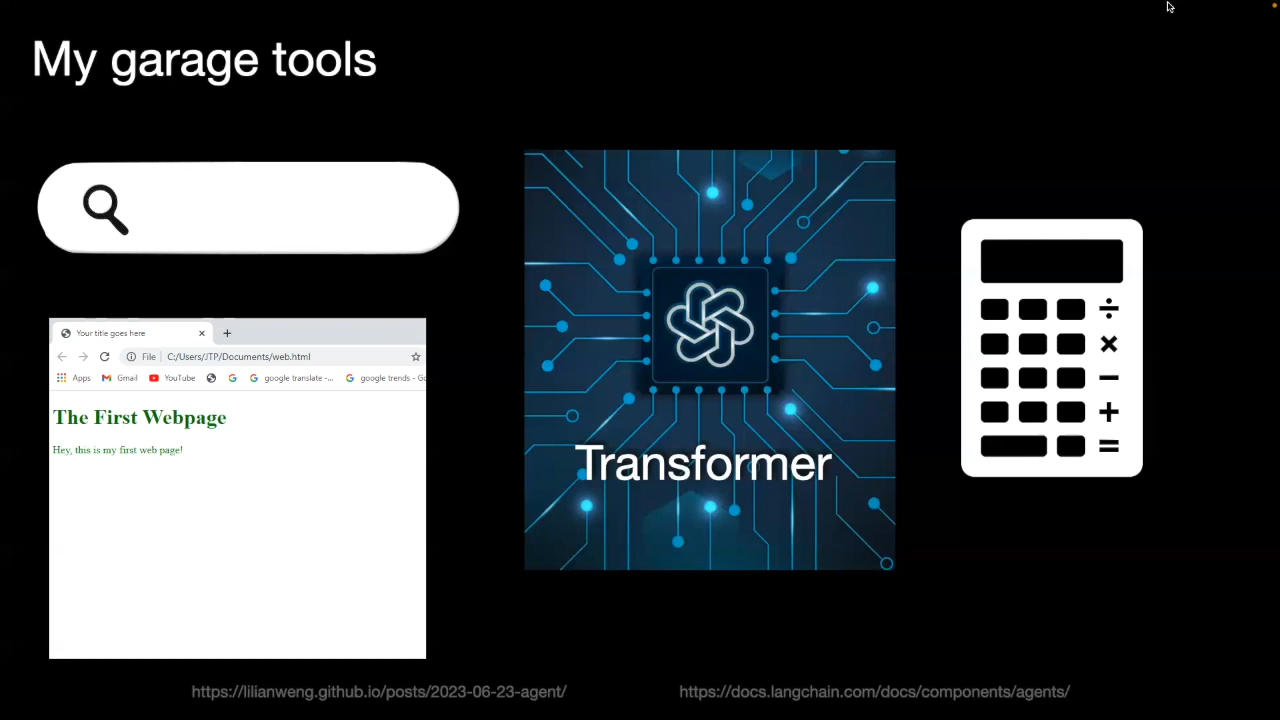 My garage tools
Your title goes here
File C:/Users/JTP/Documents/web.html
Apps Gmail YouTube google translate -... google trends - Go
The First Webpage
Hey, this is my first web page!
Transformer
÷
×
−
+
=
https://lilianweng.github.io/posts/2023-06-23-agent/
https://docs.langchain.com/docs/components/agents/